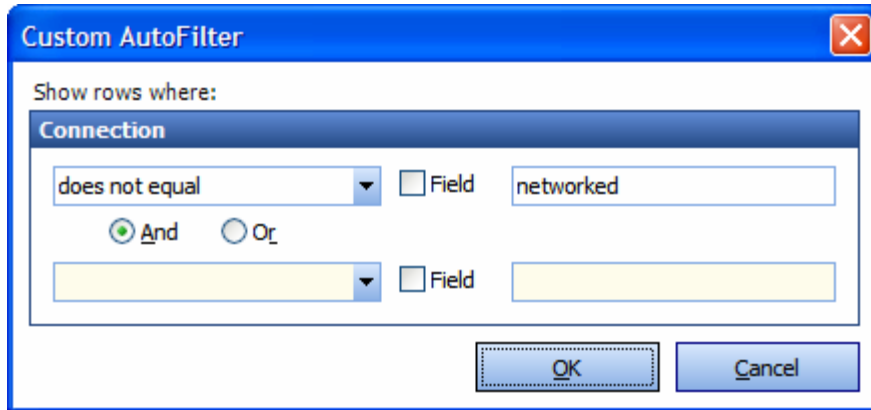 Custom AutoFilter
Show rows where:
Connection
does not equal Field networked
And Or
Field
OK Cancel